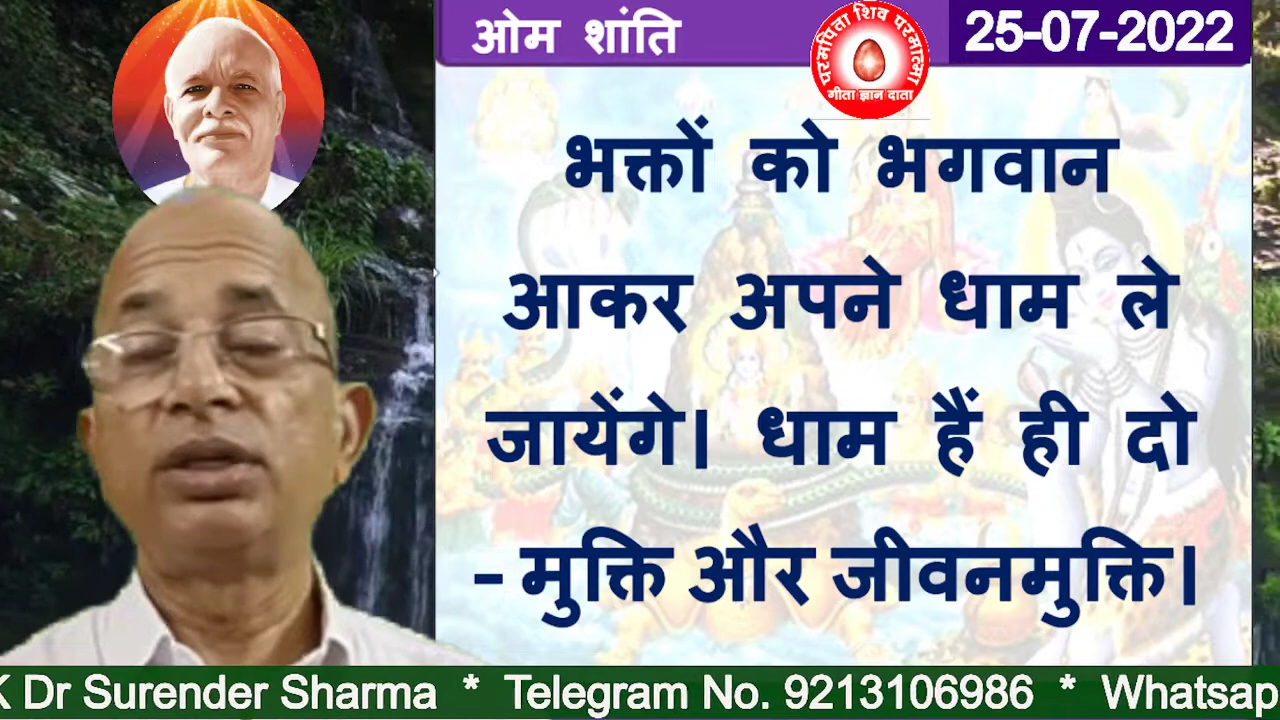 ओम शांति
परमपिता शिव परमात्मा
गीता ज्ञान दाता
25-07-2022
भक्तों को भगवान
आकर अपने धाम ले
जायेंगे। धाम हैं ही दो
- मुक्ति और जीवनमुक्ति।
K Dr Surender Sharma * Telegram No. 9213106986 * Whatsap